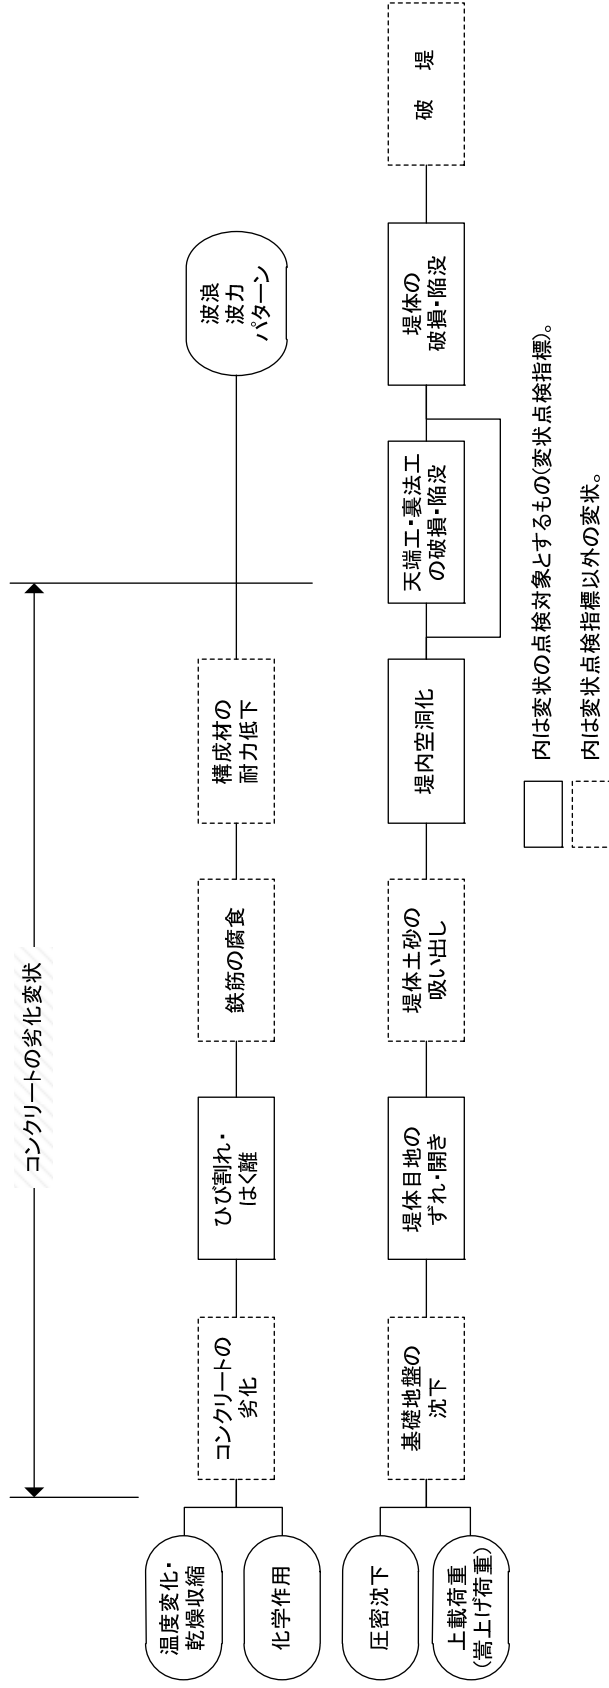 コンクリートの劣化変状
温度変化・
乾燥収縮
化学作用
コンクリートの
劣化
ひび割れ・
はく離
鉄筋の腐食
構成材の
耐力低下
波浪
波力
パターン
圧密沈下
上載荷重
(嵩上げ荷重)
基礎地盤の
沈下
堤体目地の
ずれ・開き
堤体土砂の
吸い出し
堤内空洞化
天端工・裏法工
の破損・陥没
堤体の
破損・陥没
破 堤
内は変状の点検対象とするもの(変状点検指標)。
内は変状点検指標以外の変状。